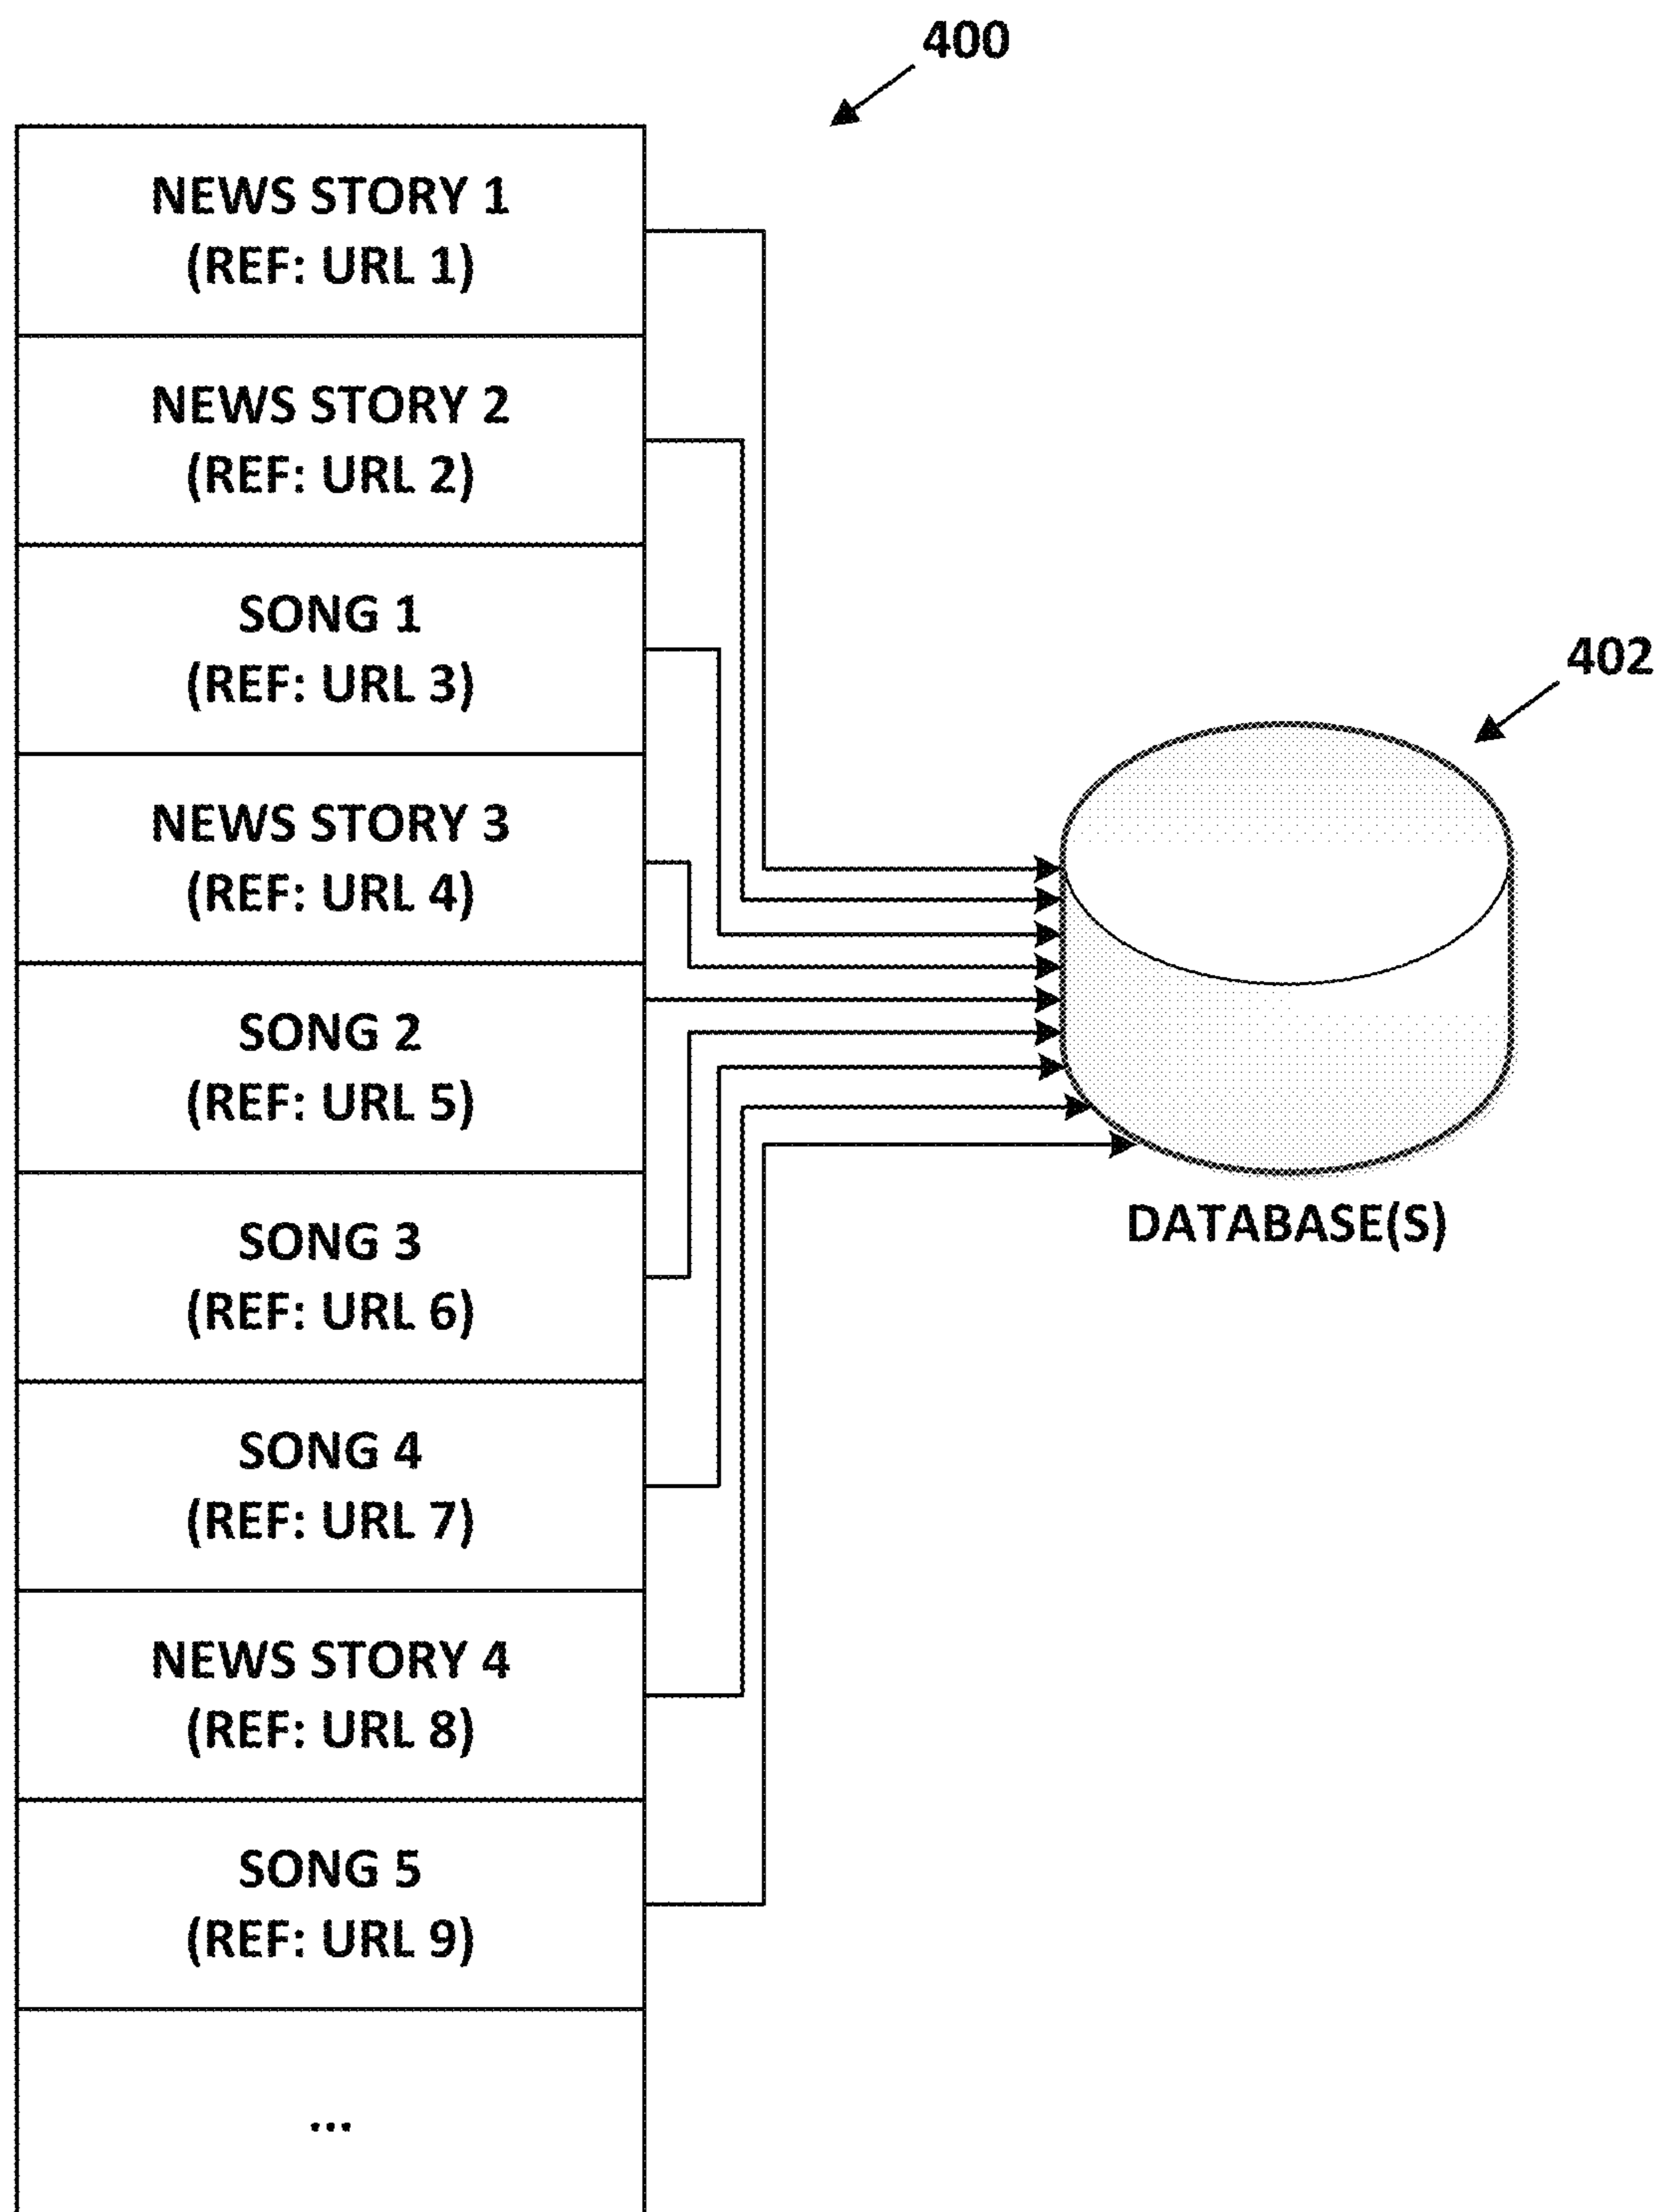 400
NEWS STORY 1
(REF: URL 1)
NEWS STORY 2
(REF: URL 2)
SONG 1
(REF: URL 3)
402
NEWS STORY 3
(REF: URL 4)
SONG 2
(REF: URL 5)
SONG 3
(REF: URL 6)
DATABASE(S)
SONG 4
(REF: URL 7)
NEWS STORY 4
(REF: URL 8)
SONG 5
(REF: URL 9)
...